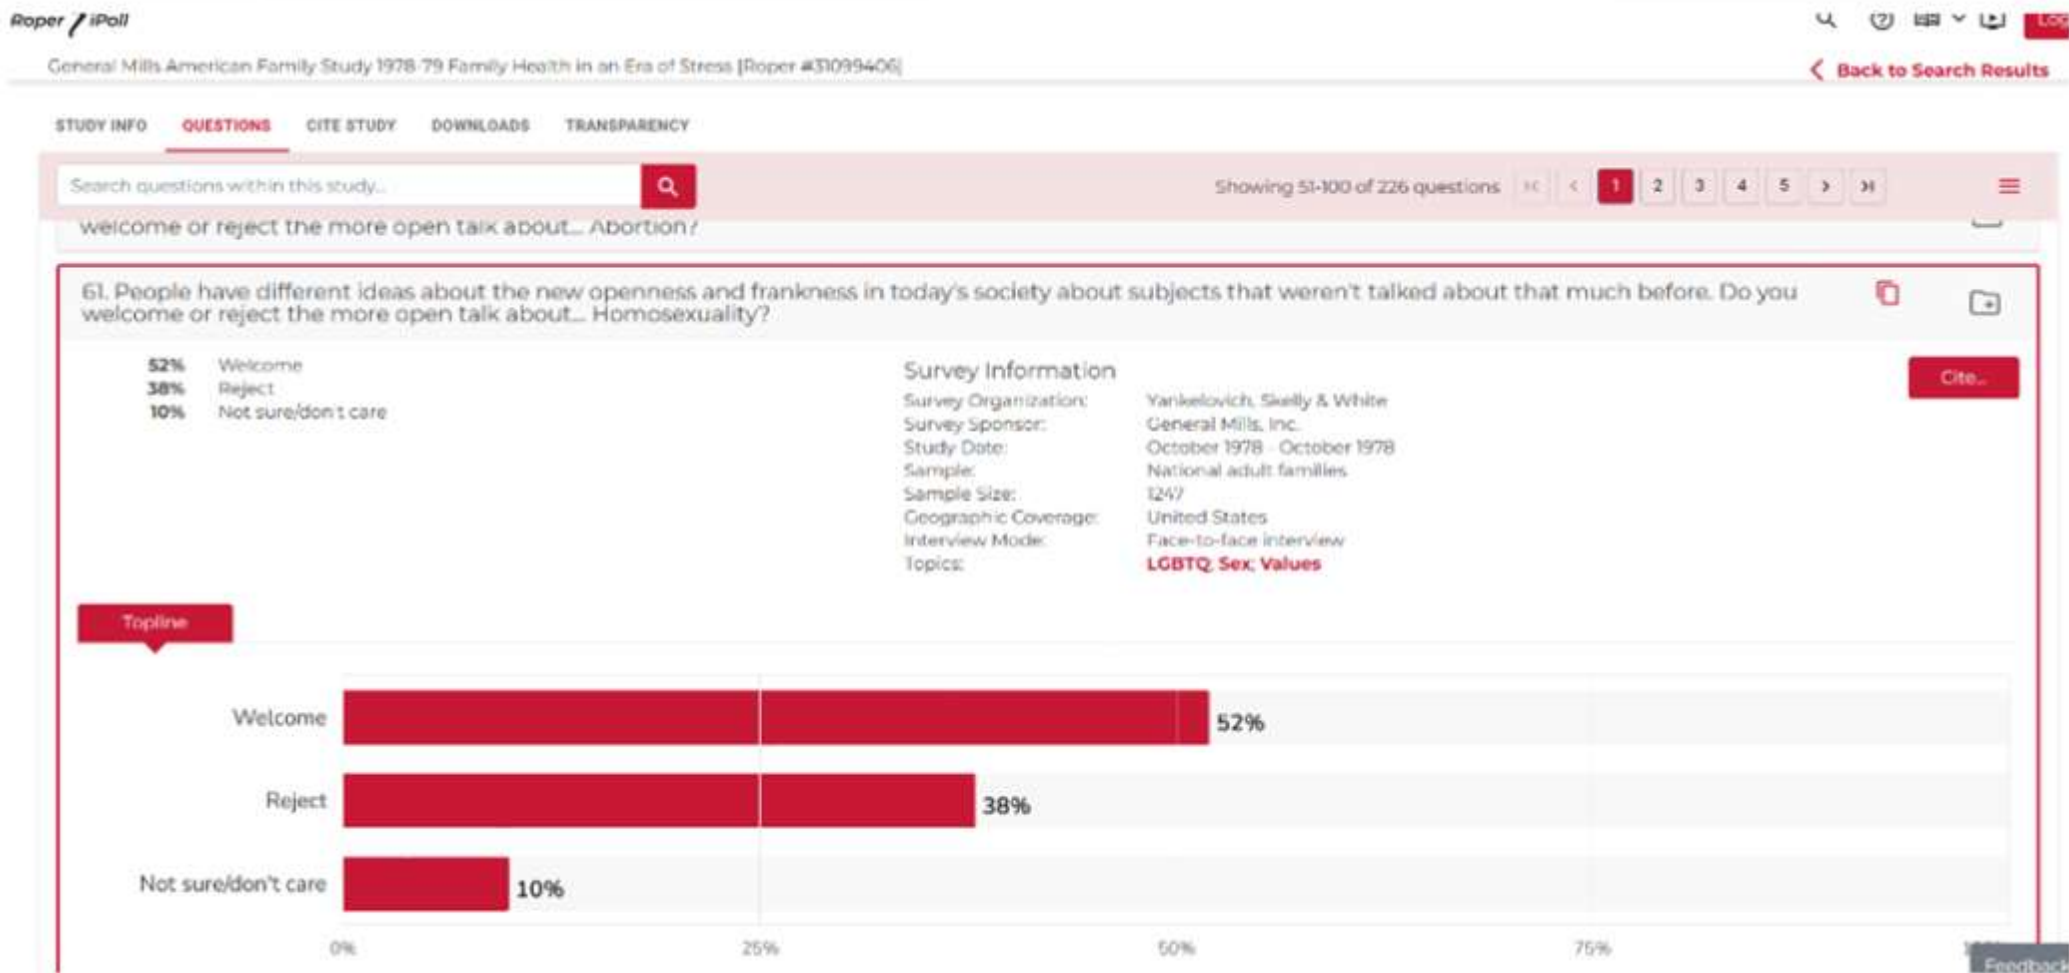 Roper / iPoll
Log
General Mills American Family Study 1978-79 Family Health in an Era of Stress [Roper #31099406]
Back to Search Results
STUDY INFO QUESTIONS CITE STUDY DOWNLOADS TRANSPARENCY
Search questions within this study...
Showing 51-100 of 226 questions 1 2 3 4 5
welcome or reject the more open talk about... Abortion?
61. People have different ideas about the new openness and frankness in today's society about subjects that weren't talked about that much before. Do you
welcome or reject the more open talk about... Homosexuality?
52% Welcome
38% Reject
10% Not sure/don't care
Survey Information
Survey Organization: Yankelovich, Skelly & White
Survey Sponsor: General Mills, Inc.
Study Date: October 1978 - October 1978
Sample: National adult families
Sample Size: 1247
Geographic Coverage: United States
Interview Mode: Face-to-face interview
Topics: LGBTQ; Sex; Values
Cite...
Topline
Welcome 52%
Reject 38%
Not sure/don't care 10%
0% 25% 50% 75%
Feedback